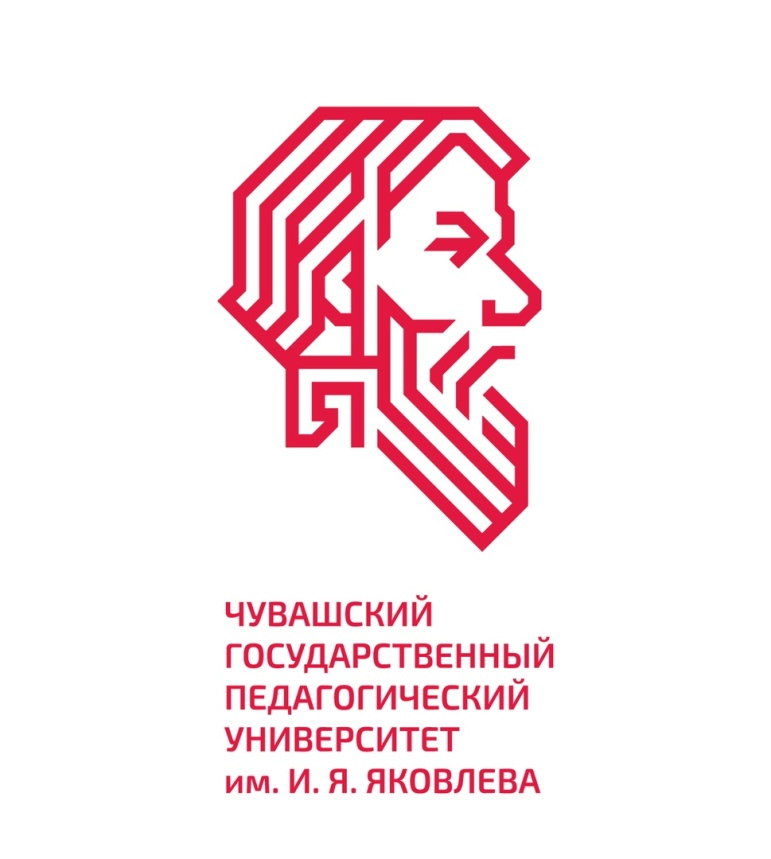 ЧУВАШСКИЙ
ГОСУДАРСТВЕННЫЙ
ПЕДАГОГИЧЕСКИЙ
УНИВЕРСИТЕТ
им. И. Я. ЯКОВЛЕВА